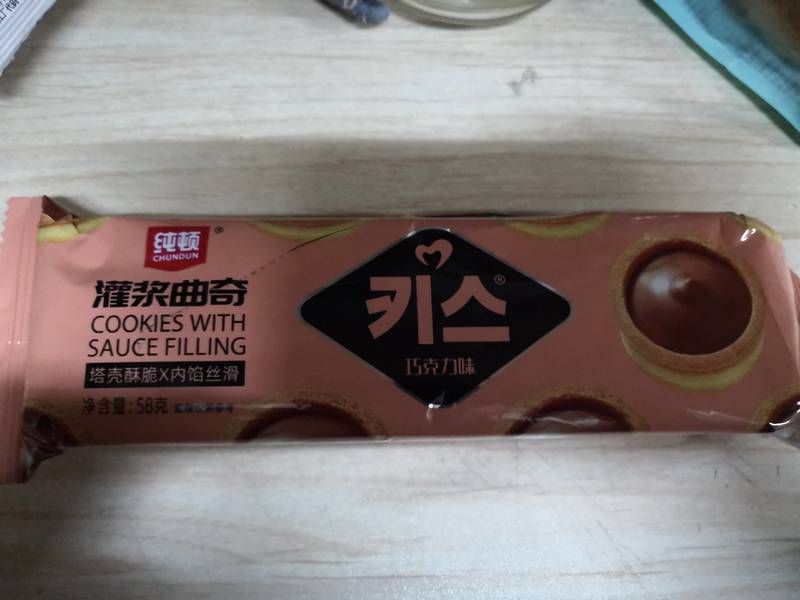 纯顿®
CHUNDUN
灌浆曲奇
COOKIES WITH
SAUCE FILLING
塔壳酥脆X内馅丝滑
净含量:58克
키스®
巧克力味